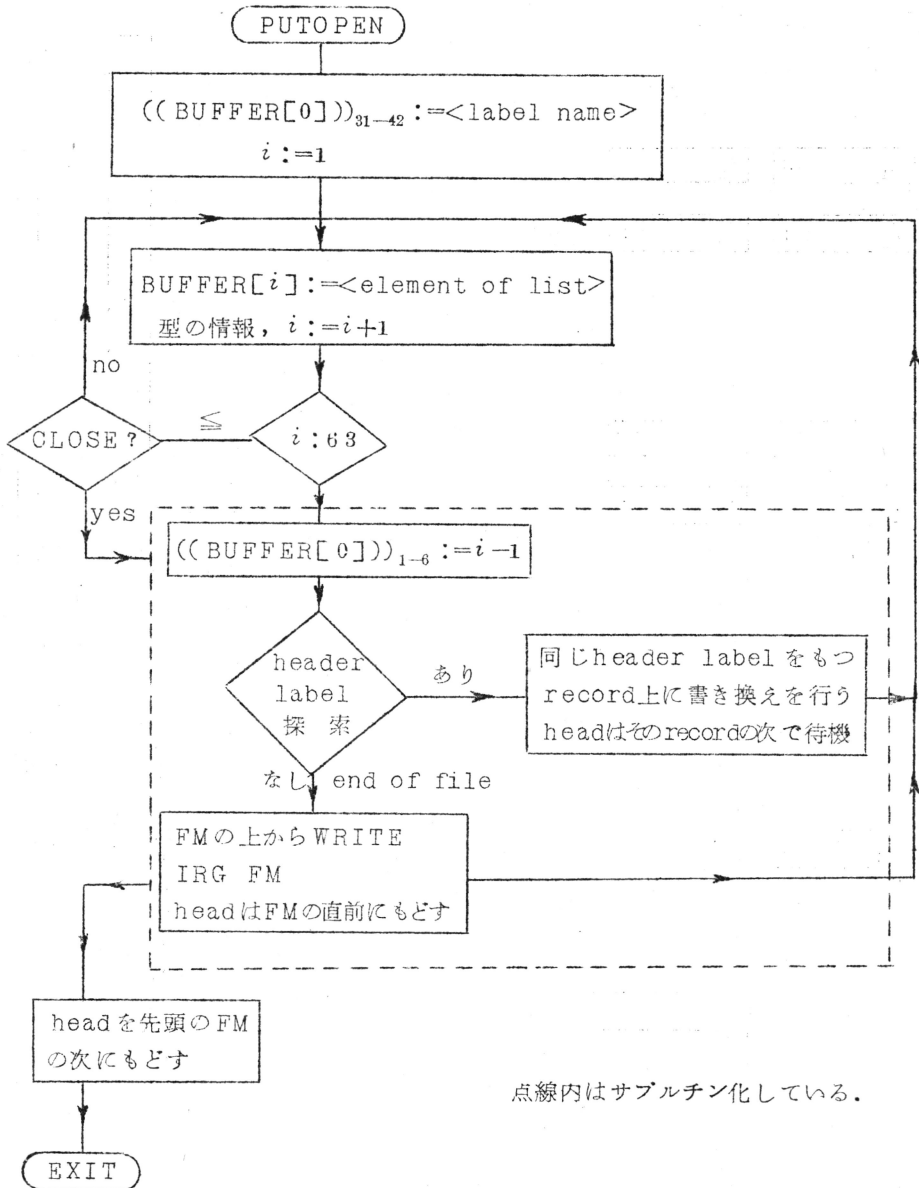 PUTOPEN
((BUFFER[0]))₃₁₋₄₂:=<label name>
i:=1
BUFFER[i]:=<element of list>
型の情報, i:=i+1
no
CLOSE?
≦
i:63
yes
((BUFFER[0]))₁₋₆:=i-1
header
label
探 索
あり
同じheader labelをもつ
record上に書き換えを行う
headはそのrecordの次で待機
なし end of file
FMの上からWRITE
IRG FM
headはFMの直前にもどす
headを先頭のFM
の次にもどす
点線内はサブルチン化している.
EXIT